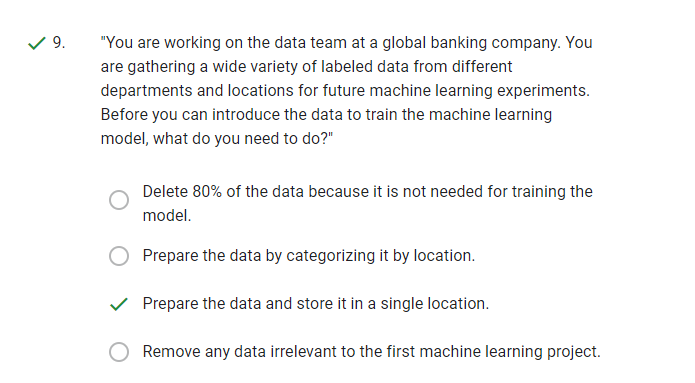 9. "You are working on the data team at a global banking company. You
are gathering a wide variety of labeled data from different
departments and locations for future machine learning experiments.
Before you can introduce the data to train the machine learning
model, what do you need to do?"
Delete 80% of the data because it is not needed for training the
model.
Prepare the data by categorizing it by location.
Prepare the data and store it in a single location.
Remove any data irrelevant to the first machine learning project.